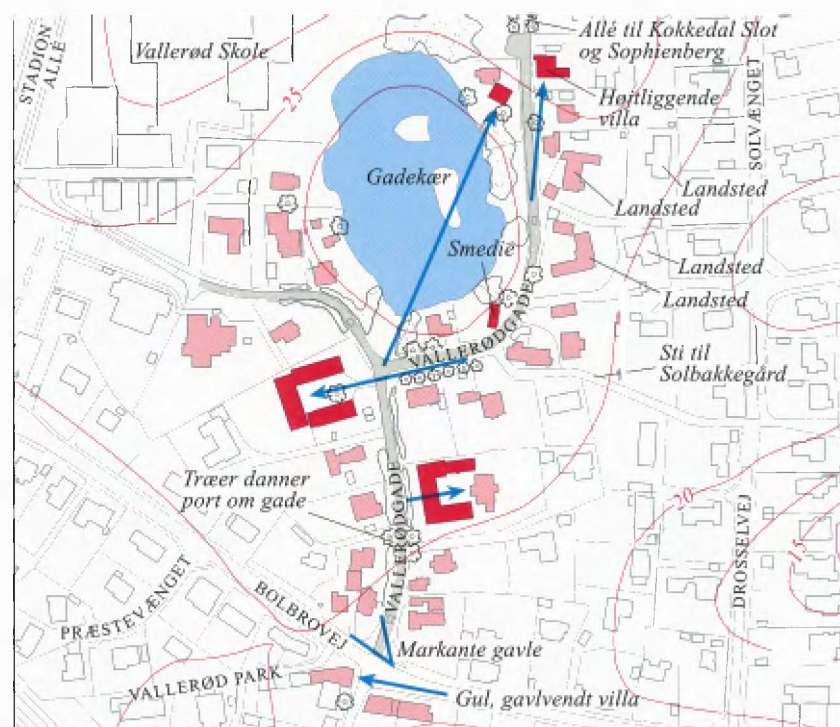 Allé til Kokkedal Slot
og Sophienberg
Vallerød Skole
STADION
ALLÉ
25
Højtliggende
villa
SOLVÆNGET
Gadekær
Landsted
Landsted
Smedie
Landsted
Landsted
VALLERØDGADE
Sti til
Solbakkegård
Træer danner
port om gade
VALLERØDGADE
20
15
DROSSELVEJ
PRÆSTEVÆNGET
BOLBROVEJ
Markante gavle
VALLERØD PARK
Gul, gavlvendt villa